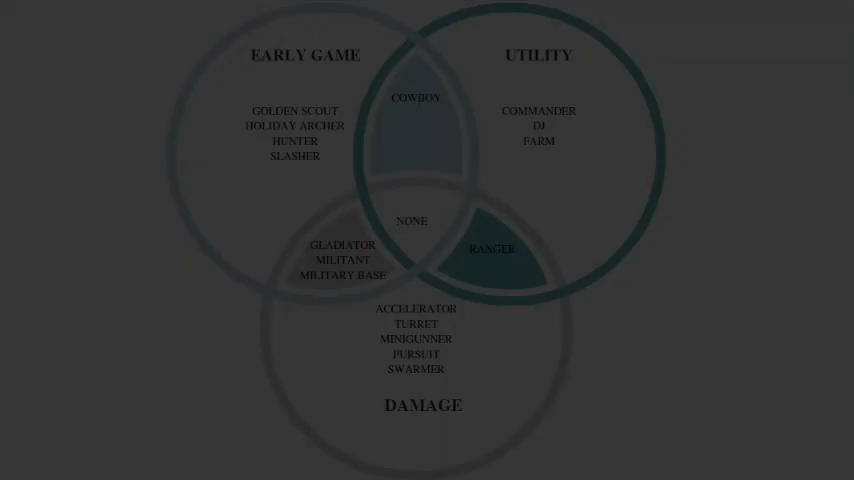 EARLY GAME
UTILITY
COWBOY
GOLDEN SCOUT
HOLIDAY ARCHER
HUNTER
SLASHER
COMMANDER
DJ
FARM
NONE
GLADIATOR
MILITANT
MILITARY BASE
RANGER
ACCELERATOR
TURRET
MINIGUNNER
PURSUIT
SWARMER
DAMAGE